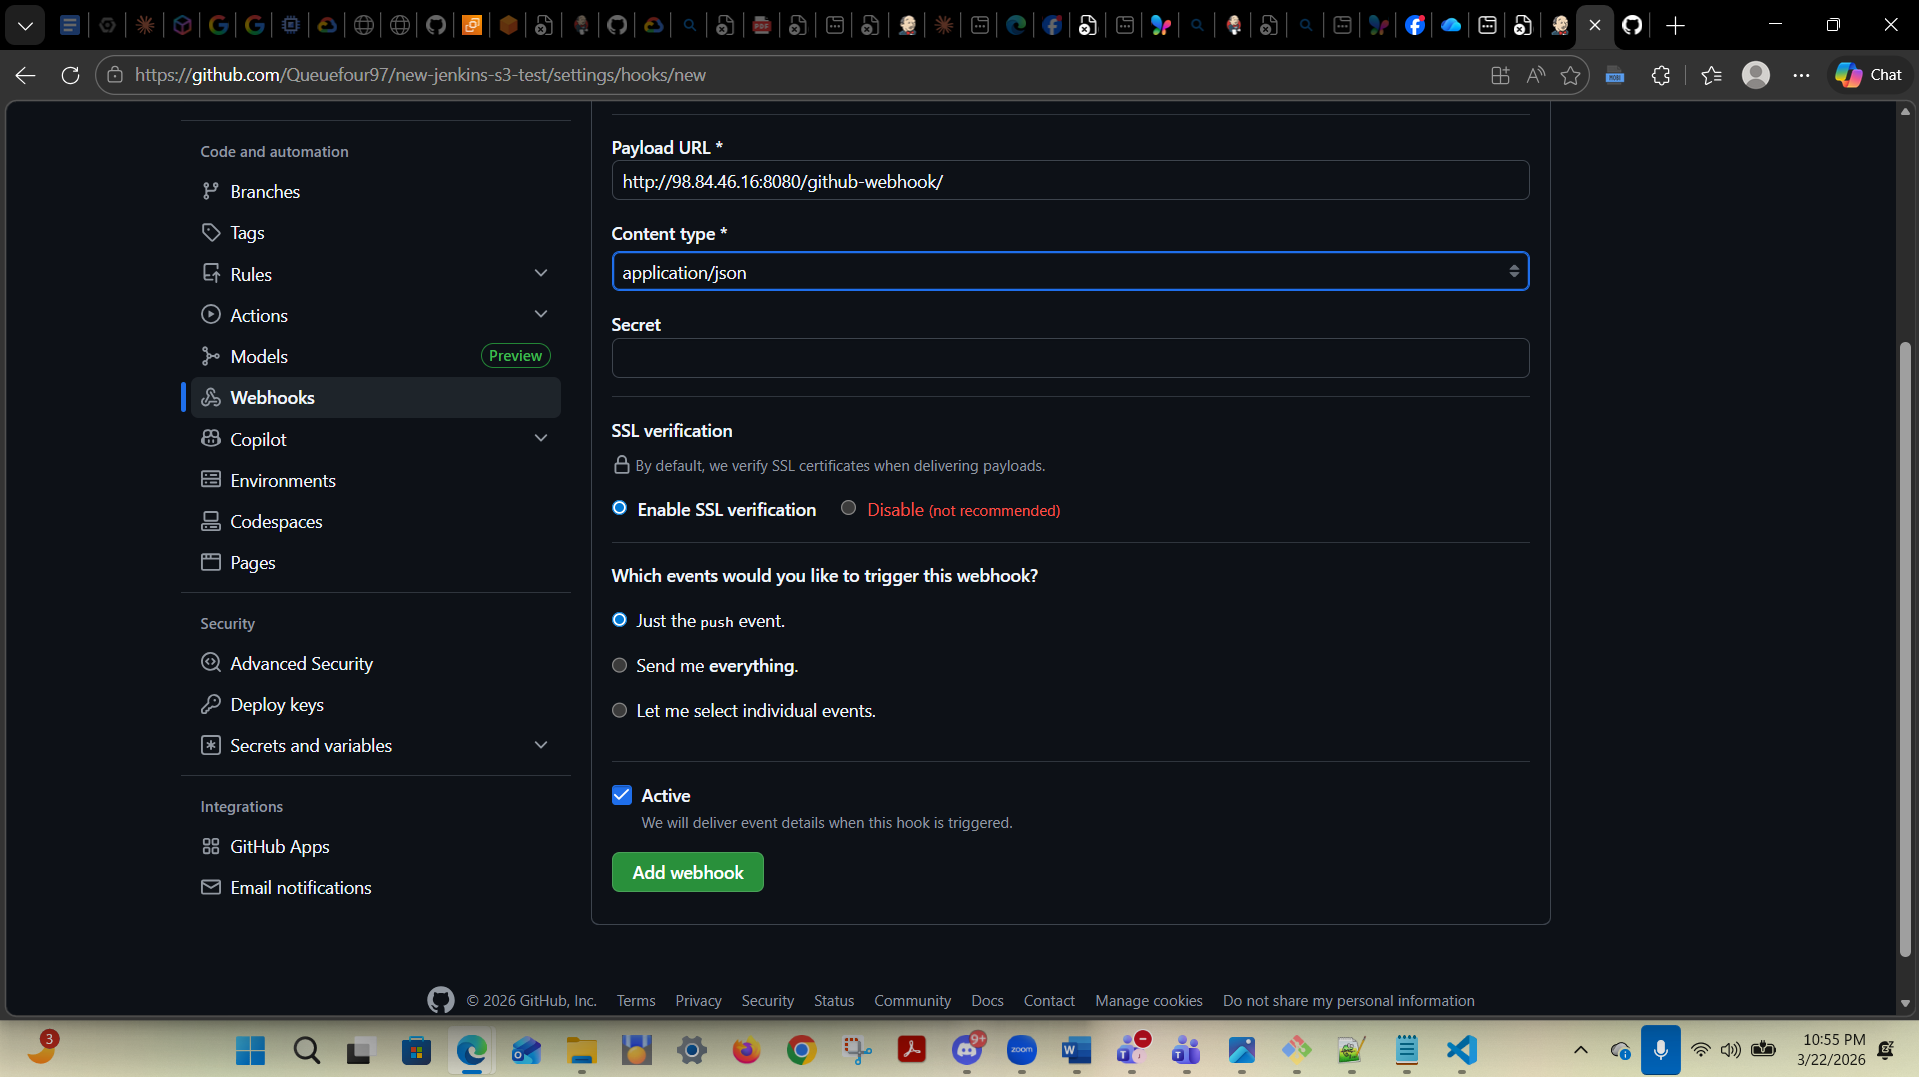 https://github.com/Queuefour97/new-jenkins-s3-test/settings/hooks/new
Chat
Code and automation
Branches
Tags
Rules
Actions
Models
Preview
Webhooks
Copilot
Environments
Codespaces
Pages
Security
Advanced Security
Deploy keys
Secrets and variables
Integrations
GitHub Apps
Email notifications
Payload URL *
http://98.84.46.16:8080/github-webhook/
Content type *
application/json
Secret
SSL verification
By default, we verify SSL certificates when delivering payloads.
Enable SSL verification
Disable (not recommended)
Which events would you like to trigger this webhook?
Just the push event.
Send me everything.
Let me select individual events.
Active
We will deliver event details when this hook is triggered.
Add webhook
© 2026 GitHub, Inc. Terms Privacy Security Status Community Docs Contact Manage cookies Do not share my personal information
3
9+
zoom
10:55 PM
3/22/2026